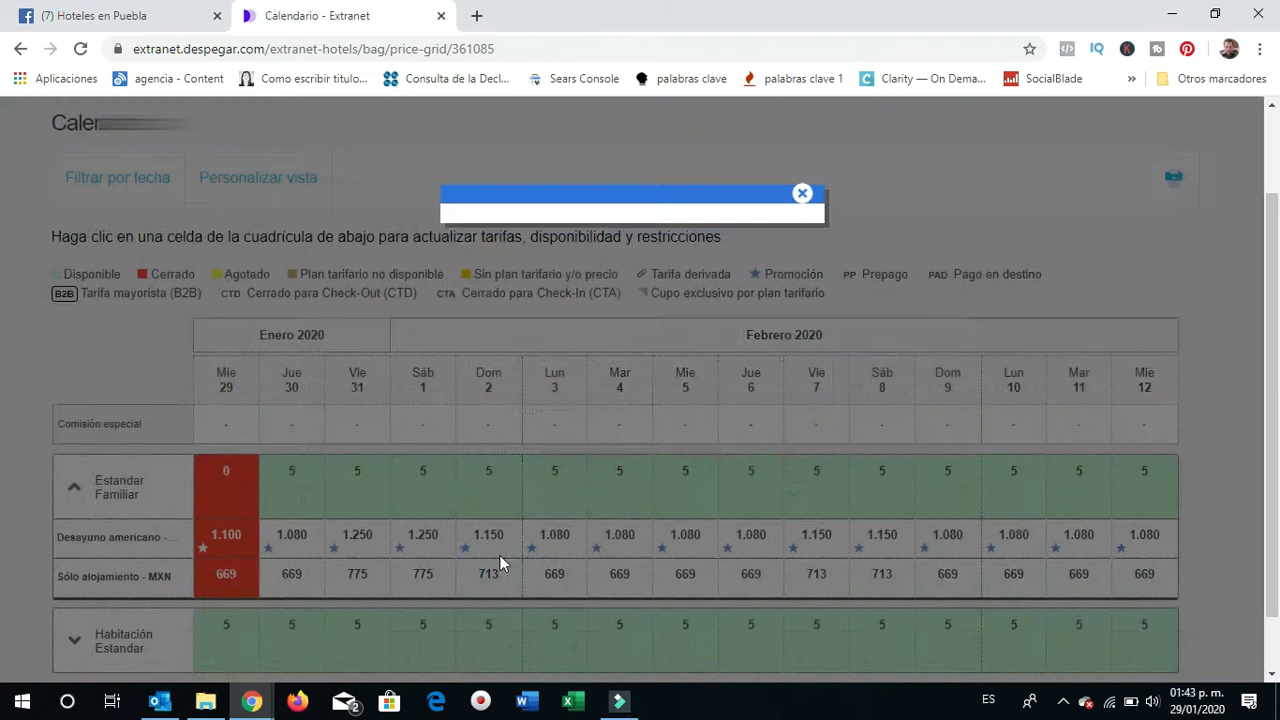 (7) Hoteles en Puebla
Calendario - Extranet
extranet.despegar.com/extranet-hotels/bag/price-grid/361085
Aplicaciones
agencia - Content
Como escribir titulo...
Consulta de la Decl...
Sears Console
palabras clave
palabras clave 1
Clarity — On Dema...
SocialBlade
»
Otros marcadores
Filtrar por fecha
Personalizar vista
Haga clic en una celda de la cuadrícula de abajo para actualizar tarifas, disponibilidad y restricciones
Disponible Cerrado Agotado Plan tarifario no disponible Sin plan tarifario y/o precio Tarifa derivada Promoción PP Prepago PAD Pago en destino
B2B Tarifa mayorista (B2B) CTD Cerrado para Check-Out (CTD) CTA Cerrado para Check-In (CTA) Cupo exclusivo por plan tarifario
Enero 2020 Febrero 2020
Mie Jue Vie Sáb Dom Lun Mar Mie Jue Vie Sáb Dom Lun Mar Mie
29 30 31 1 2 3 4 5 6 7 8 9 10 11 12
Comisión especial - - - - - - - - - - - - - - -
Estandar
Familiar
0 5 5 5 5 5 5 5 5 5 5 5 5 5 5
Desayuno americano - ... 1.100 1.080 1.250 1.250 1.150 1.080 1.080 1.080 1.080 1.150 1.150 1.080 1.080 1.080 1.080
Sólo alojamiento - MXN 669 669 775 775 713 669 669 669 669 713 713 669 669 669 669
Habitación
Estandar
5 5 5 5 5 5 5 5 5 5 5 5 5 5 5
2
ES
01:43 p. m.
29/01/2020